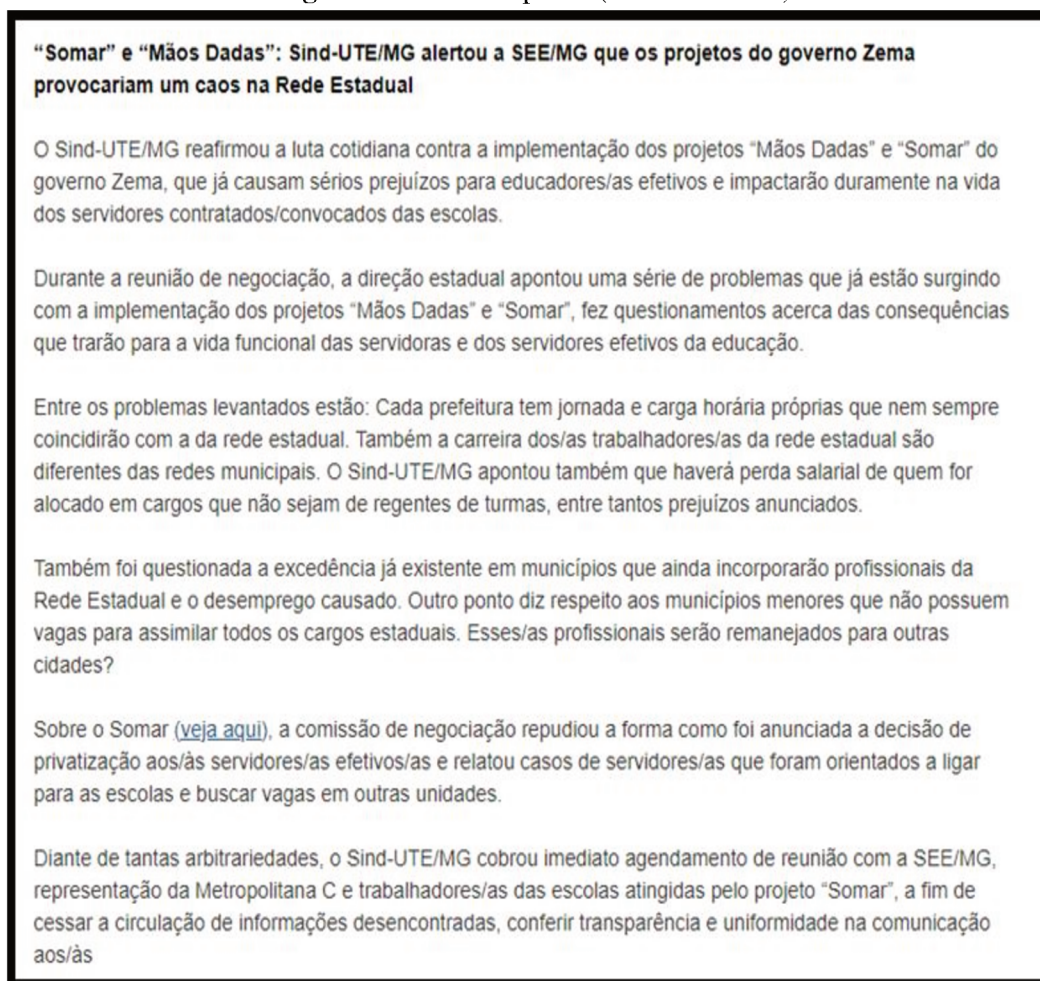 “Somar” e “Mãos Dadas”: Sind-UTE/MG alertou a SEE/MG que os projetos do governo Zema
provocariam um caos na Rede Estadual
O Sind-UTE/MG reafirmou a luta cotidiana contra a implementação dos projetos “Mãos Dadas” e “Somar” do
governo Zema, que já causam sérios prejuízos para educadores/as efetivos e impactarão duramente na vida
dos servidores contratados/convocados das escolas.
Durante a reunião de negociação, a direção estadual apontou uma série de problemas que já estão surgindo
com a implementação dos projetos “Mãos Dadas” e “Somar”, fez questionamentos acerca das consequências
que trarão para a vida funcional das servidoras e dos servidores efetivos da educação.
Entre os problemas levantados estão: Cada prefeitura tem jornada e carga horária próprias que nem sempre
coincidirão com a da rede estadual. Também a carreira dos/as trabalhadores/as da rede estadual são
diferentes das redes municipais. O Sind-UTE/MG apontou também que haverá perda salarial de quem for
alocado em cargos que não sejam de regentes de turmas, entre tantos prejuízos anunciados.
Também foi questionada a excedência já existente em municípios que ainda incorporarão profissionais da
Rede Estadual e o desemprego causado. Outro ponto diz respeito aos municípios menores que não possuem
vagas para assimilar todos os cargos estaduais. Esses/as profissionais serão remanejados para outras
cidades?
Sobre o Somar (veja aqui), a comissão de negociação repudiou a forma como foi anunciada a decisão de
privatização aos/às servidores/as efetivos/as e relatou casos de servidores/as que foram orientados a ligar
para as escolas e buscar vagas em outras unidades.
Diante de tantas arbitrariedades, o Sind-UTE/MG cobrou imediato agendamento de reunião com a SEE/MG,
representação da Metropolitana C e trabalhadores/as das escolas atingidas pelo projeto “Somar”, a fim de
cessar a circulação de informações desencontradas, conferir transparência e uniformidade na comunicação
aos/às